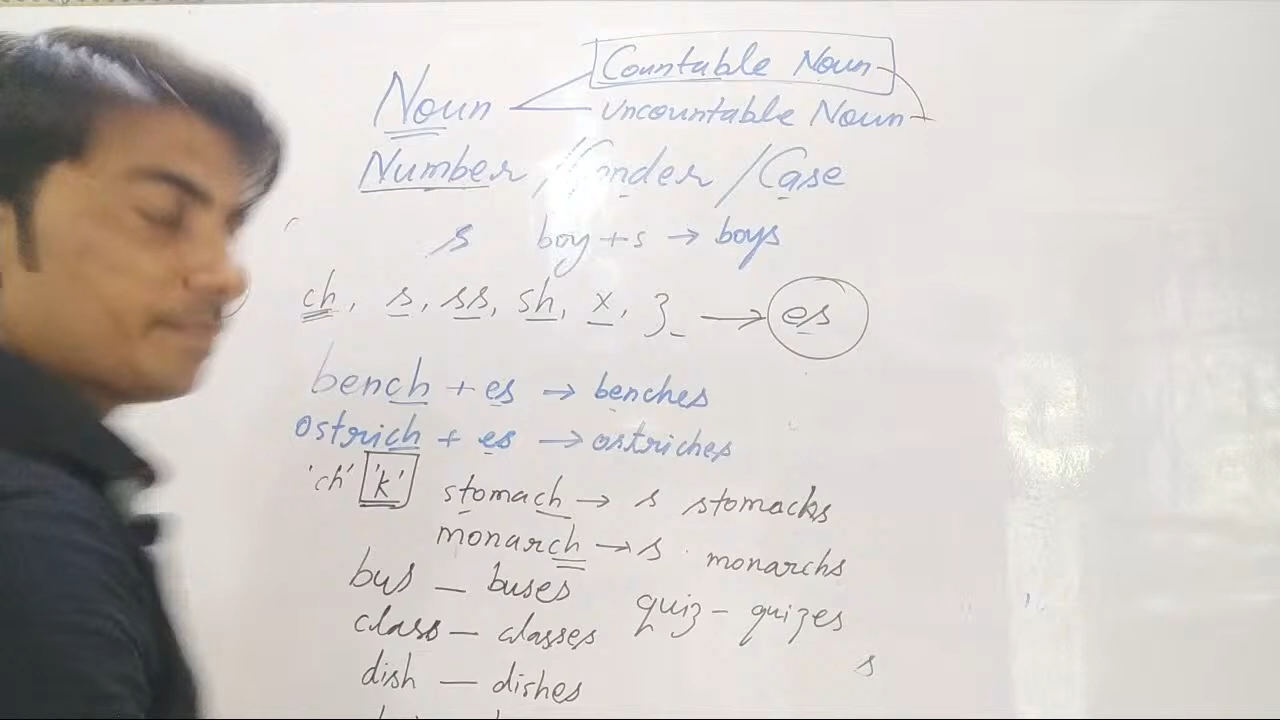 Countable Noun
Noun
Uncountable Noun
Number / Gender / Case
s boy + s → boys
ch, s, ss, sh, x, z → es
bench + es → benches
ostrich + es → ostriches
'ch' 'k' stomach → s stomachs
monarch → s monarchs
bus — buses
quiz - quizes
class — classes
s
dish — dishes